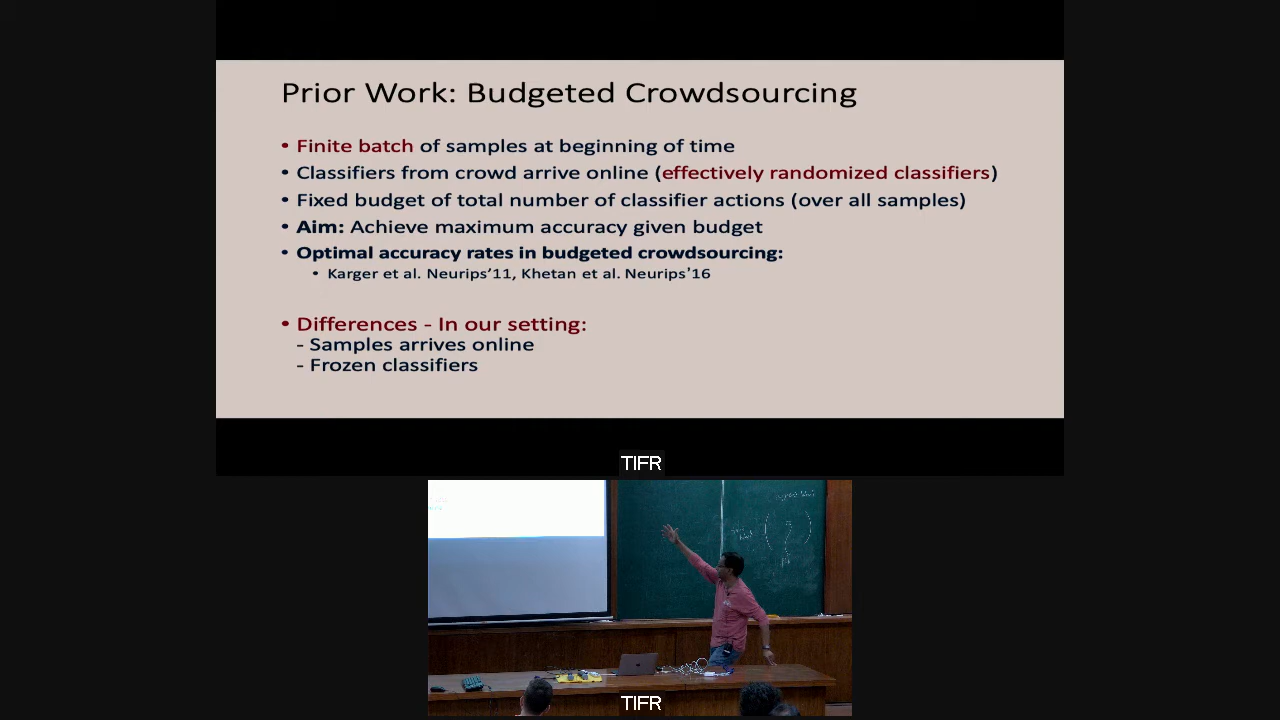 Prior Work: Budgeted Crowdsourcing
• Finite batch of samples at beginning of time
• Classifiers from crowd arrive online (effectively randomized classifiers)
• Fixed budget of total number of classifier actions (over all samples)
• Aim: Achieve maximum accuracy given budget
• Optimal accuracy rates in budgeted crowdsourcing:
• Karger et al. Neurips'11, Khetan et al. Neurips'16
• Differences - In our setting:
- Samples arrives online
- Frozen classifiers
TIFR
TIFR